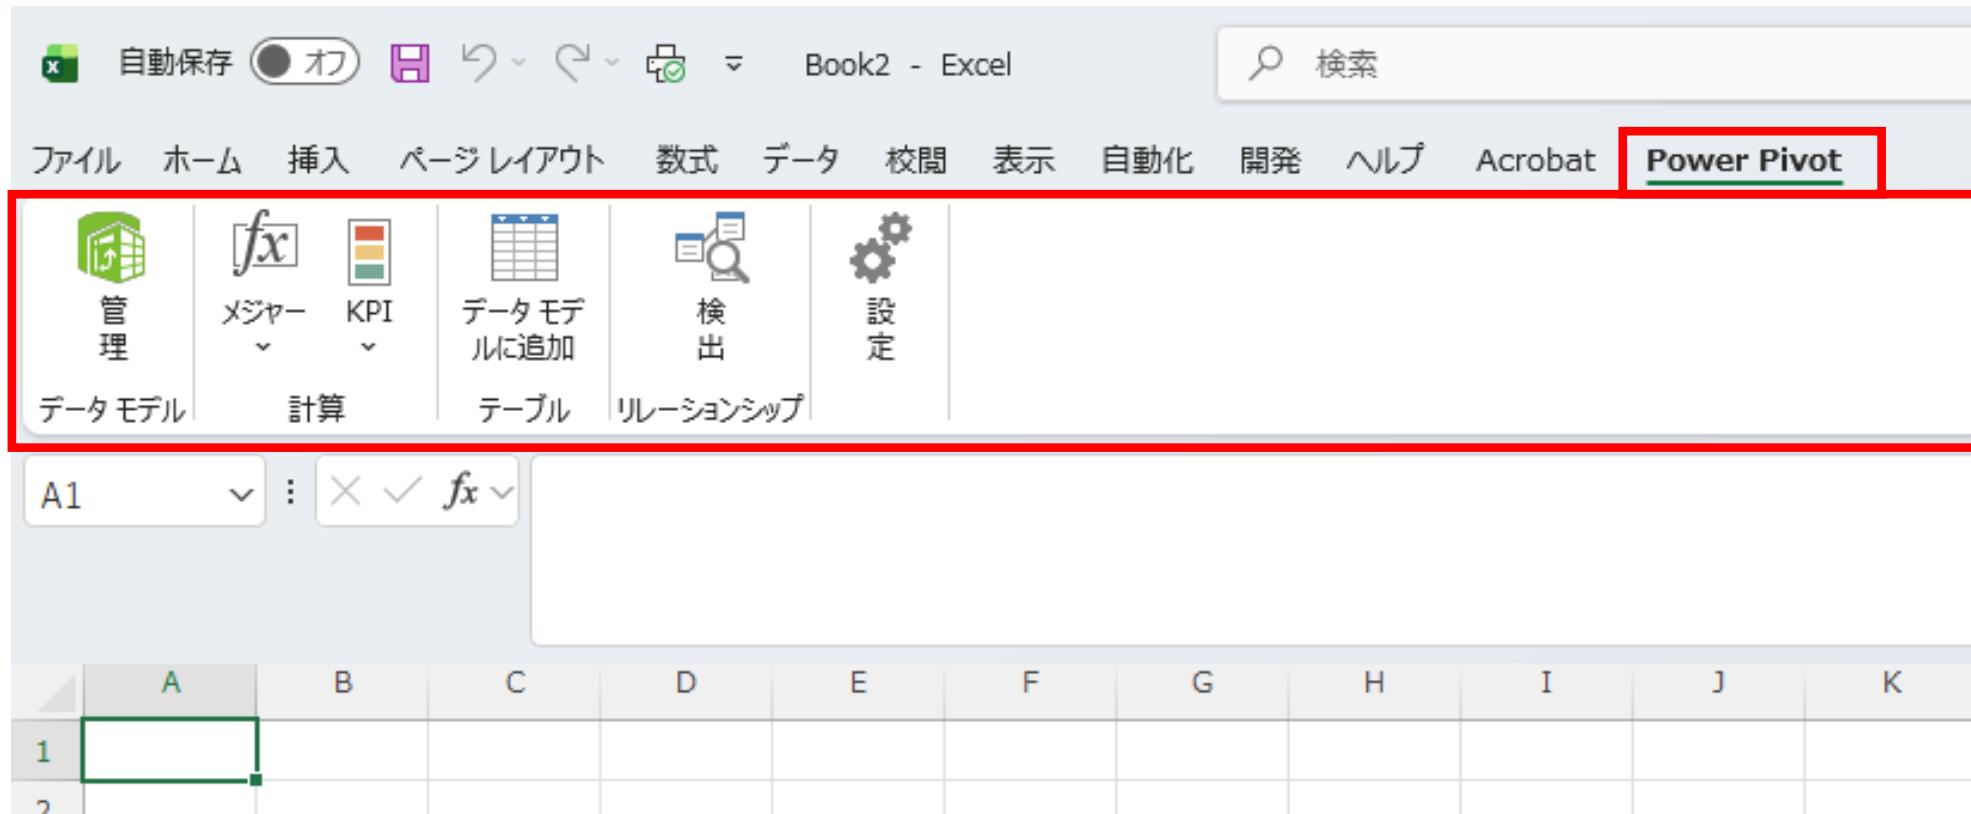 自動保存 オフ Book2 - Excel 検索
ファイル ホーム 挿入 ページ レイアウト 数式 データ 校閲 表示 自動化 開発 ヘルプ Acrobat Power Pivot
管 メジャー KPI データ モデ 検 設
理 ルに追加 出 定
データ モデル 計算 テーブル リレーションシップ
A1 fx
A B C D E F G H I J K
1
2